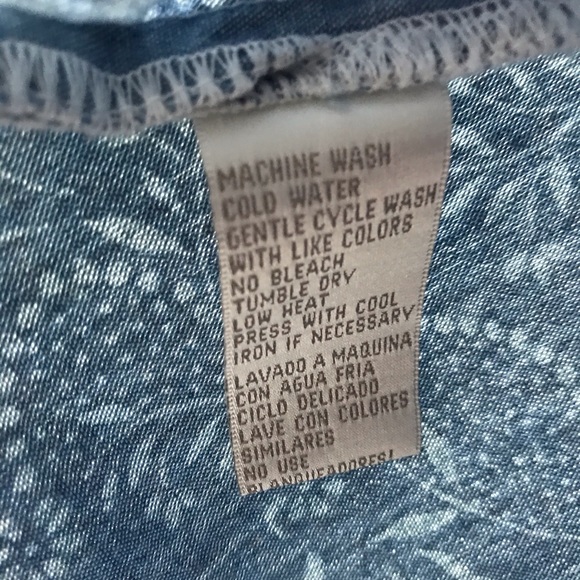 MACHINE WASH
COLD WATER
GENTLE CYCLE WASH
WITH LIKE COLORS
NO BLEACH
TUMBLE DRY
LOW HEAT
PRESS WITH COOL
IRON IF NECESSARY
LAVADO A MAQUINA
CON AGUA FRIA
CICLO DELICADO
LAVE CON COLORES
SIMILARES
NO USE
BLANQUEADORES!